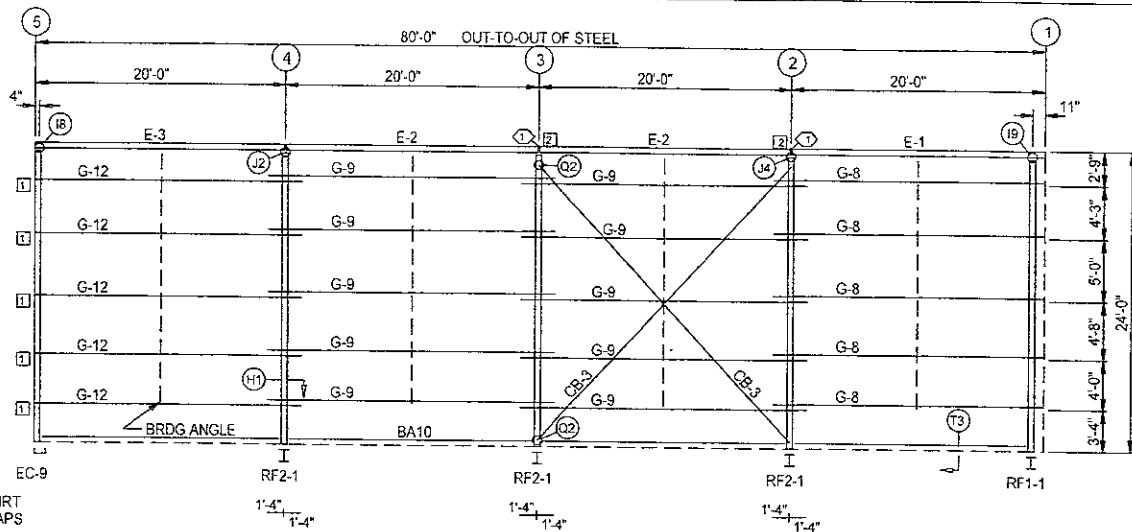 5
80'-0" OUT-TO-OUT OF STEEL
1
4
3
2
20'-0"
20'-0"
20'-0"
20'-0"
4"
11"
I8
E-3
J2
E-2
1
2
E-2
2
1
E-1
I9
Q2
J4
G-12
G-9
G-9
G-8
2'-9"
1
G-12
G-9
G-9
G-8
4'-3"
1
G-12
G-9
G-9
G-8
5'-0"
1
G-12
G-9
G-9
G-8
4'-8"
1
24'-0"
G-12
H1
G-9
CB-3
G-9
CB-3
G-8
4'-0"
1
BRDG ANGLE
BA10
Q2
T3
3'-4"
EC-9
RF2-1
RF2-1
RF2-1
RF1-1
IRT
APS
1'-4"
1'-4"
1'-4"
1'-4"
1'-4"
1'-4"